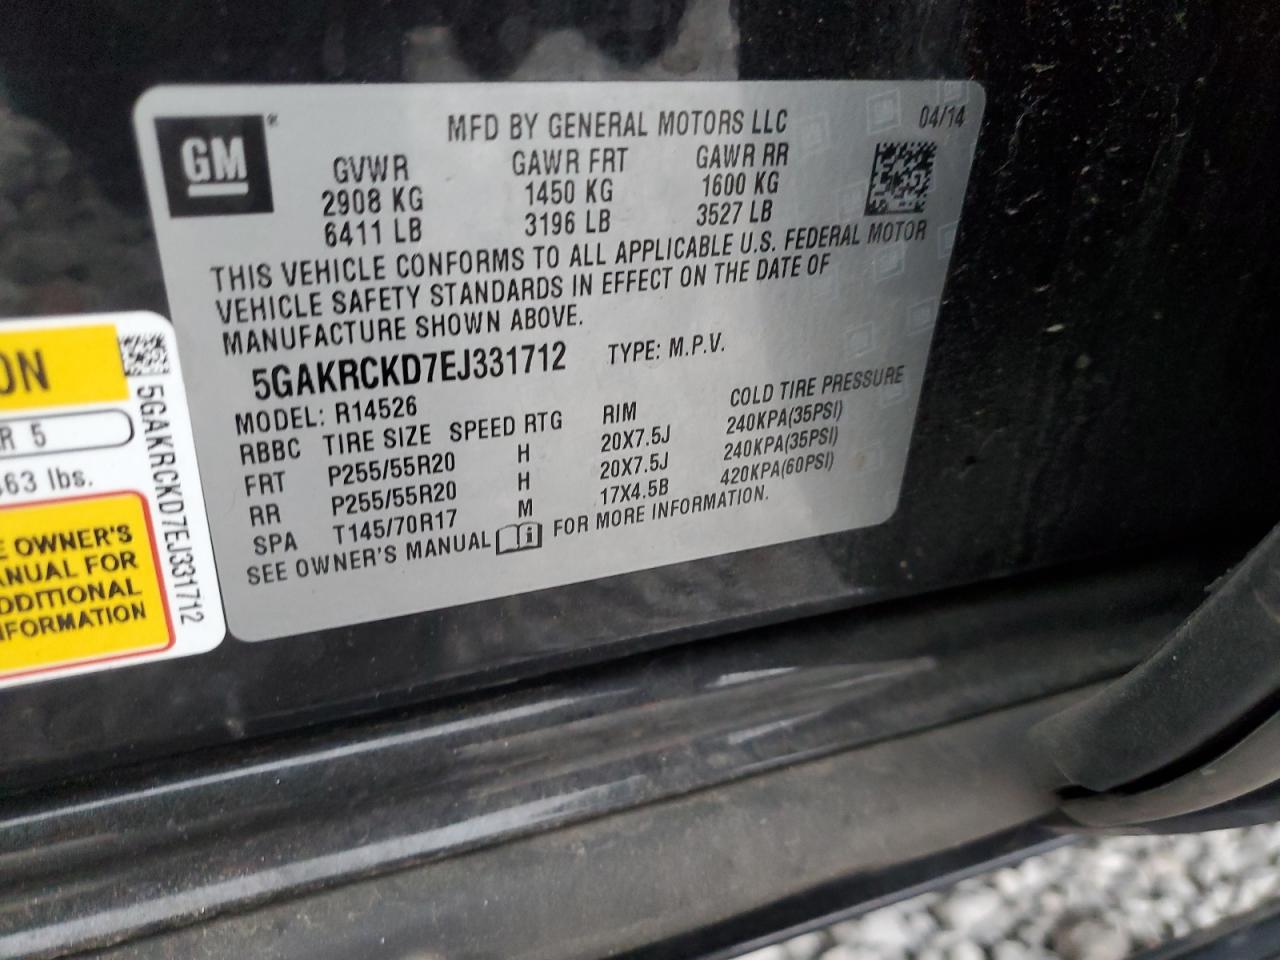 GM
MFD BY GENERAL MOTORS LLC
04/14
GVWR GAWR FRT GAWR RR
2908 KG 1450 KG 1600 KG
6411 LB 3196 LB 3527 LB
THIS VEHICLE CONFORMS TO ALL APPLICABLE U.S. FEDERAL MOTOR
VEHICLE SAFETY STANDARDS IN EFFECT ON THE DATE OF
MANUFACTURE SHOWN ABOVE.
5GAKRCKD7EJ331712 TYPE: M.P.V.
MODEL: R14526
RBBC TIRE SIZE SPEED RTG RIM COLD TIRE PRESSURE
FRT P255/55R20 H 20X7.5J 240KPA(35PSI)
RR P255/55R20 H 20X7.5J 240KPA(35PSI)
SPA T145/70R17 M 17X4.5B 420KPA(60PSI)
SEE OWNER'S MANUAL FOR MORE INFORMATION.
ON
R 5
63 lbs.
E OWNER'S
ANUAL FOR
DDITIONAL
NFORMATION
5GAKRCKD7EJ331712